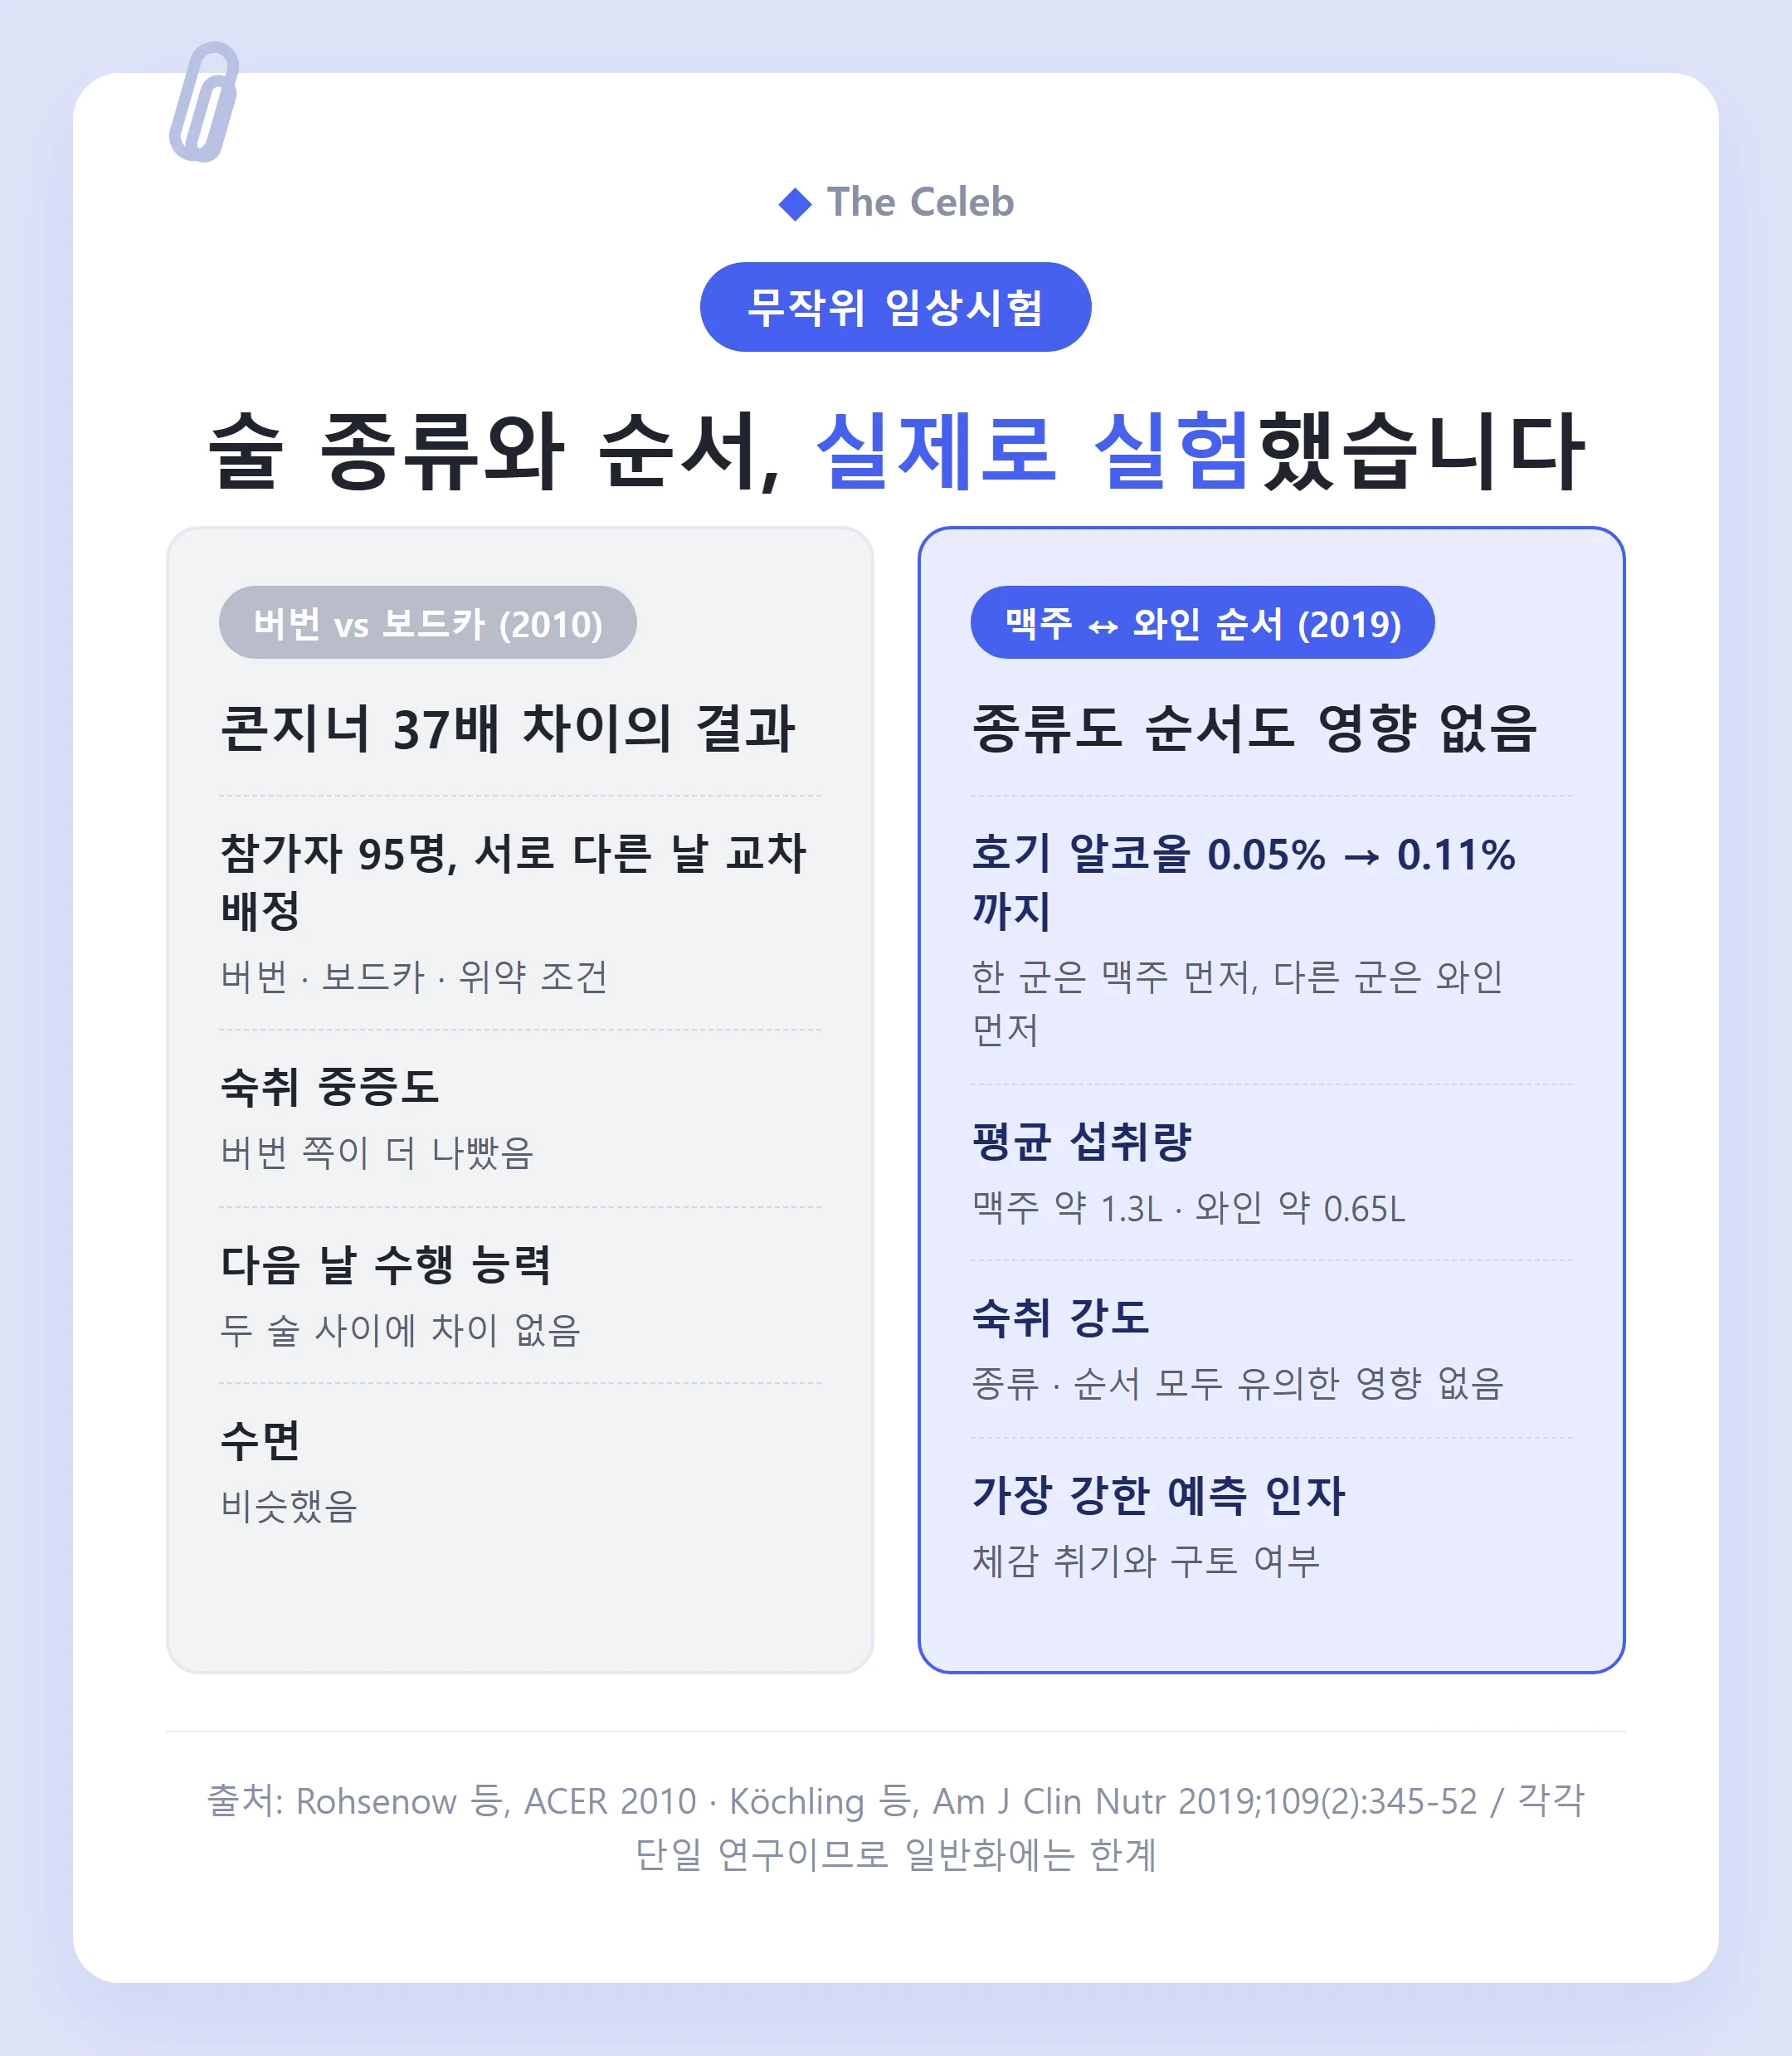 The Celeb
무작위 임상시험
술 종류와 순서, 실제로 실험했습니다
버번 vs 보드카 (2010)
콘지너 37배 차이의 결과
참가자 95명, 서로 다른 날 교차
배정
버번 · 보드카 · 위약 조건
숙취 중증도
버번 쪽이 더 나빴음
다음 날 수행 능력
두 술 사이에 차이 없음
수면
비슷했음
맥주 ↔ 와인 순서 (2019)
종류도 순서도 영향 없음
호기 알코올 0.05% → 0.11%
까지
한 군은 맥주 먼저, 다른 군은 와인
먼저
평균 섭취량
맥주 약 1.3L · 와인 약 0.65L
숙취 강도
종류 · 순서 모두 유의한 영향 없음
가장 강한 예측 인자
체감 취기와 구토 여부
출처: Rohsenow 등, ACER 2010 · Köchling 등, Am J Clin Nutr 2019;109(2):345-52 / 각각
단일 연구이므로 일반화에는 한계